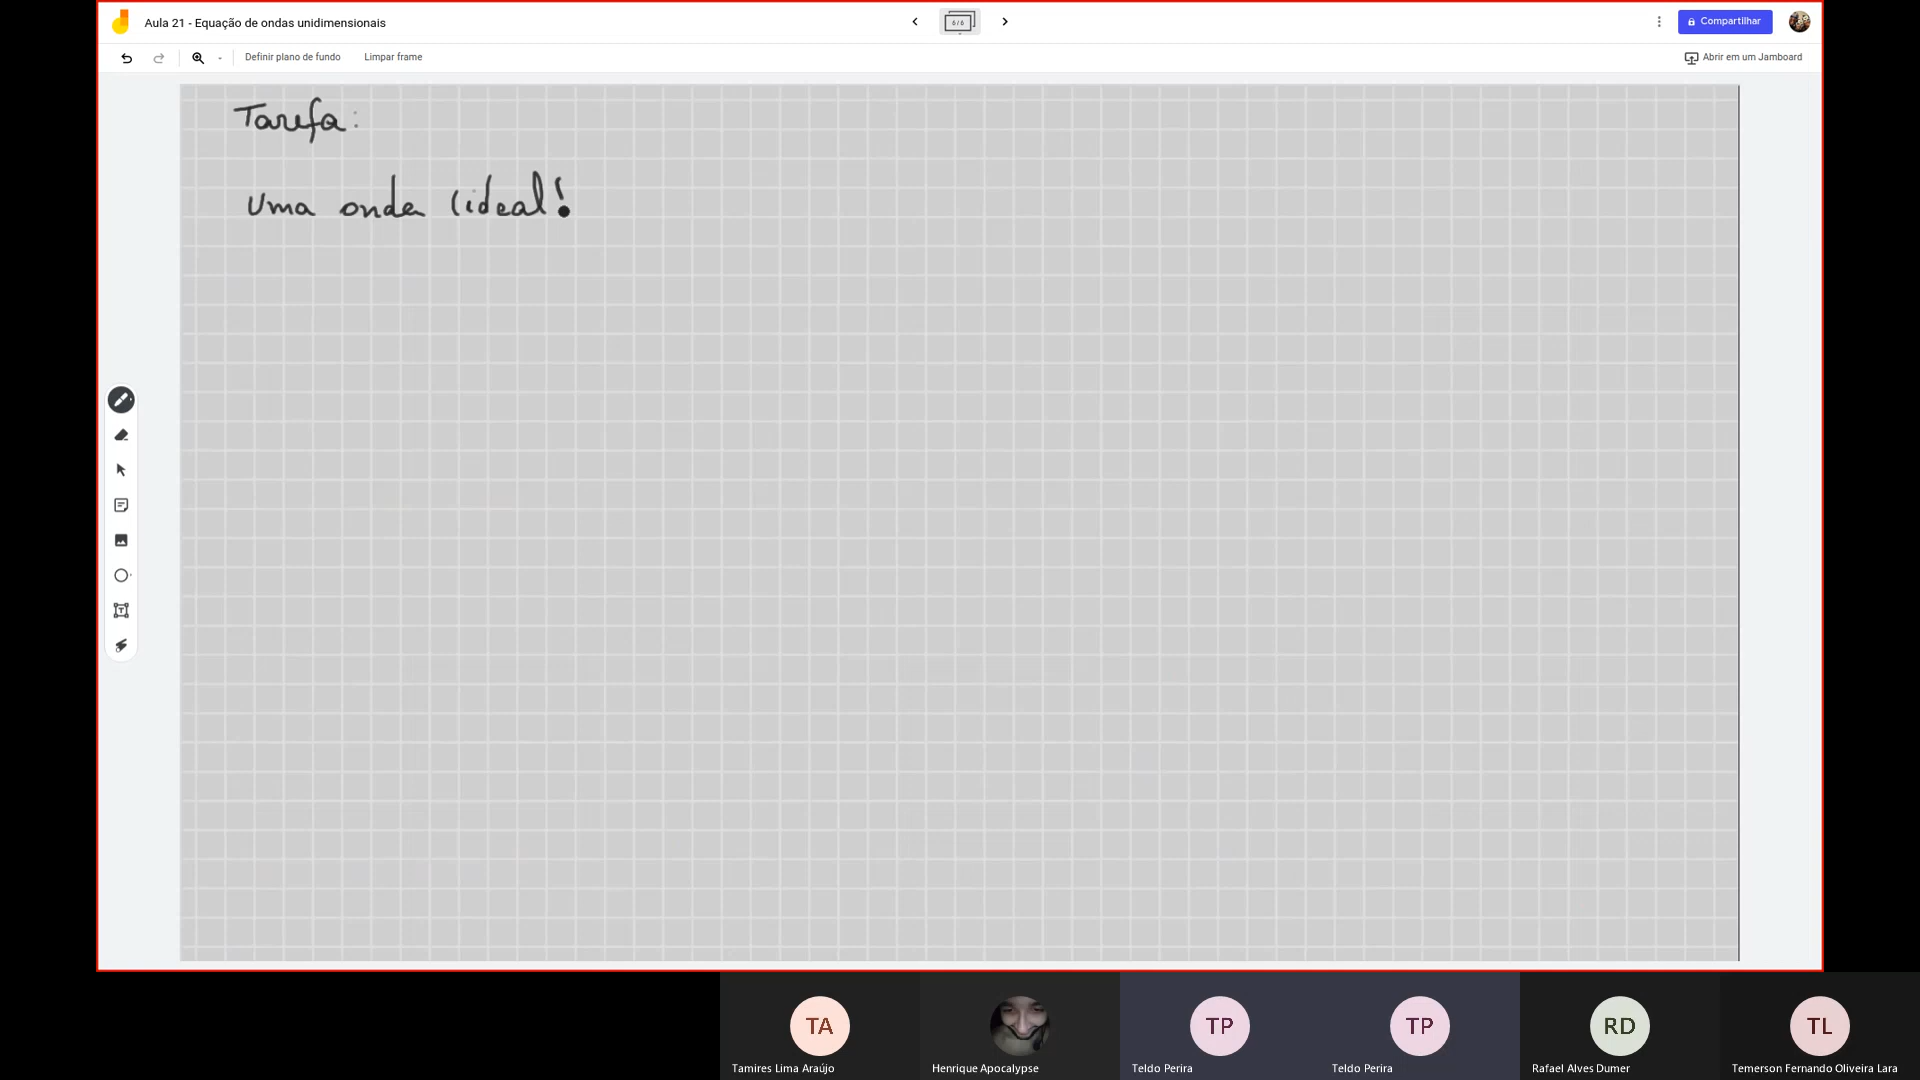 Aula 21 - Equação de ondas unidimensionais
6 / 6
Compartilhar
Definir plano de fundo
Limpar frame
Abrir em um Jamboard
Tarefa:
Uma onda (ideal!
TA
TP
TP
RD
TL
Tamires Lima Araújo
Henrique Apocalypse
Teldo Perira
Teldo Perira
Rafael Alves Dumer
Temerson Fernando Oliveira Lara